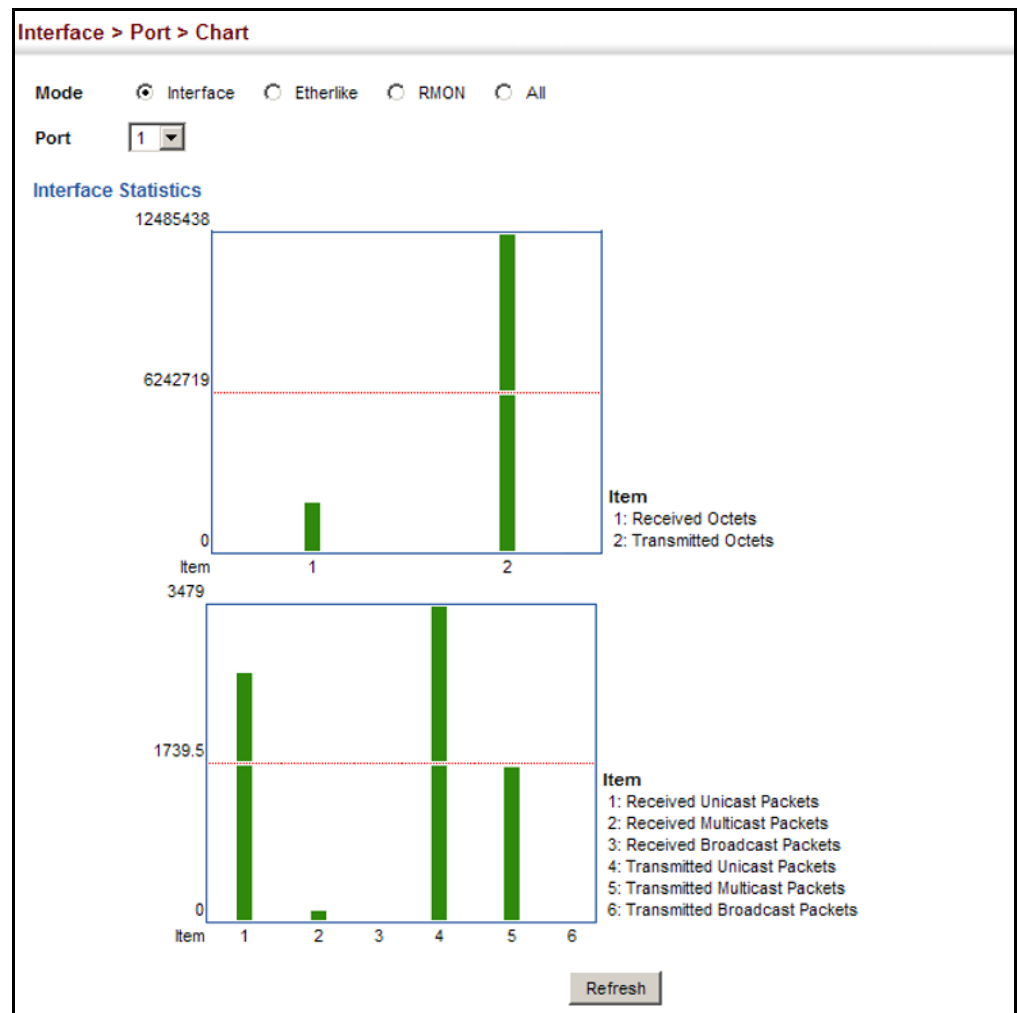 Interface > Port > Chart
Mode Interface Etherlike RMON All
Port 1
Interface Statistics
12485438
6242719
0
Item 1 2
Item
1: Received Octets
2: Transmitted Octets
3479
1739.5
0
Item 1 2 3 4 5 6
Item
1: Received Unicast Packets
2: Received Multicast Packets
3: Received Broadcast Packets
4: Transmitted Unicast Packets
5: Transmitted Multicast Packets
6: Transmitted Broadcast Packets
Refresh